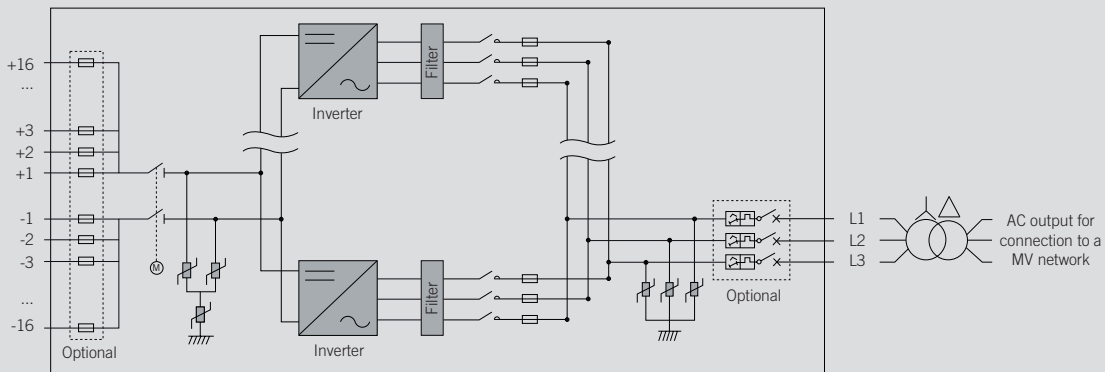 +16
...
+3
+2
+1
-1
-2
-3
...
-16
Optional
M
Inverter
Filter
Inverter
Filter
Optional
L1
L2
L3
AC output for
connection to a
MV network